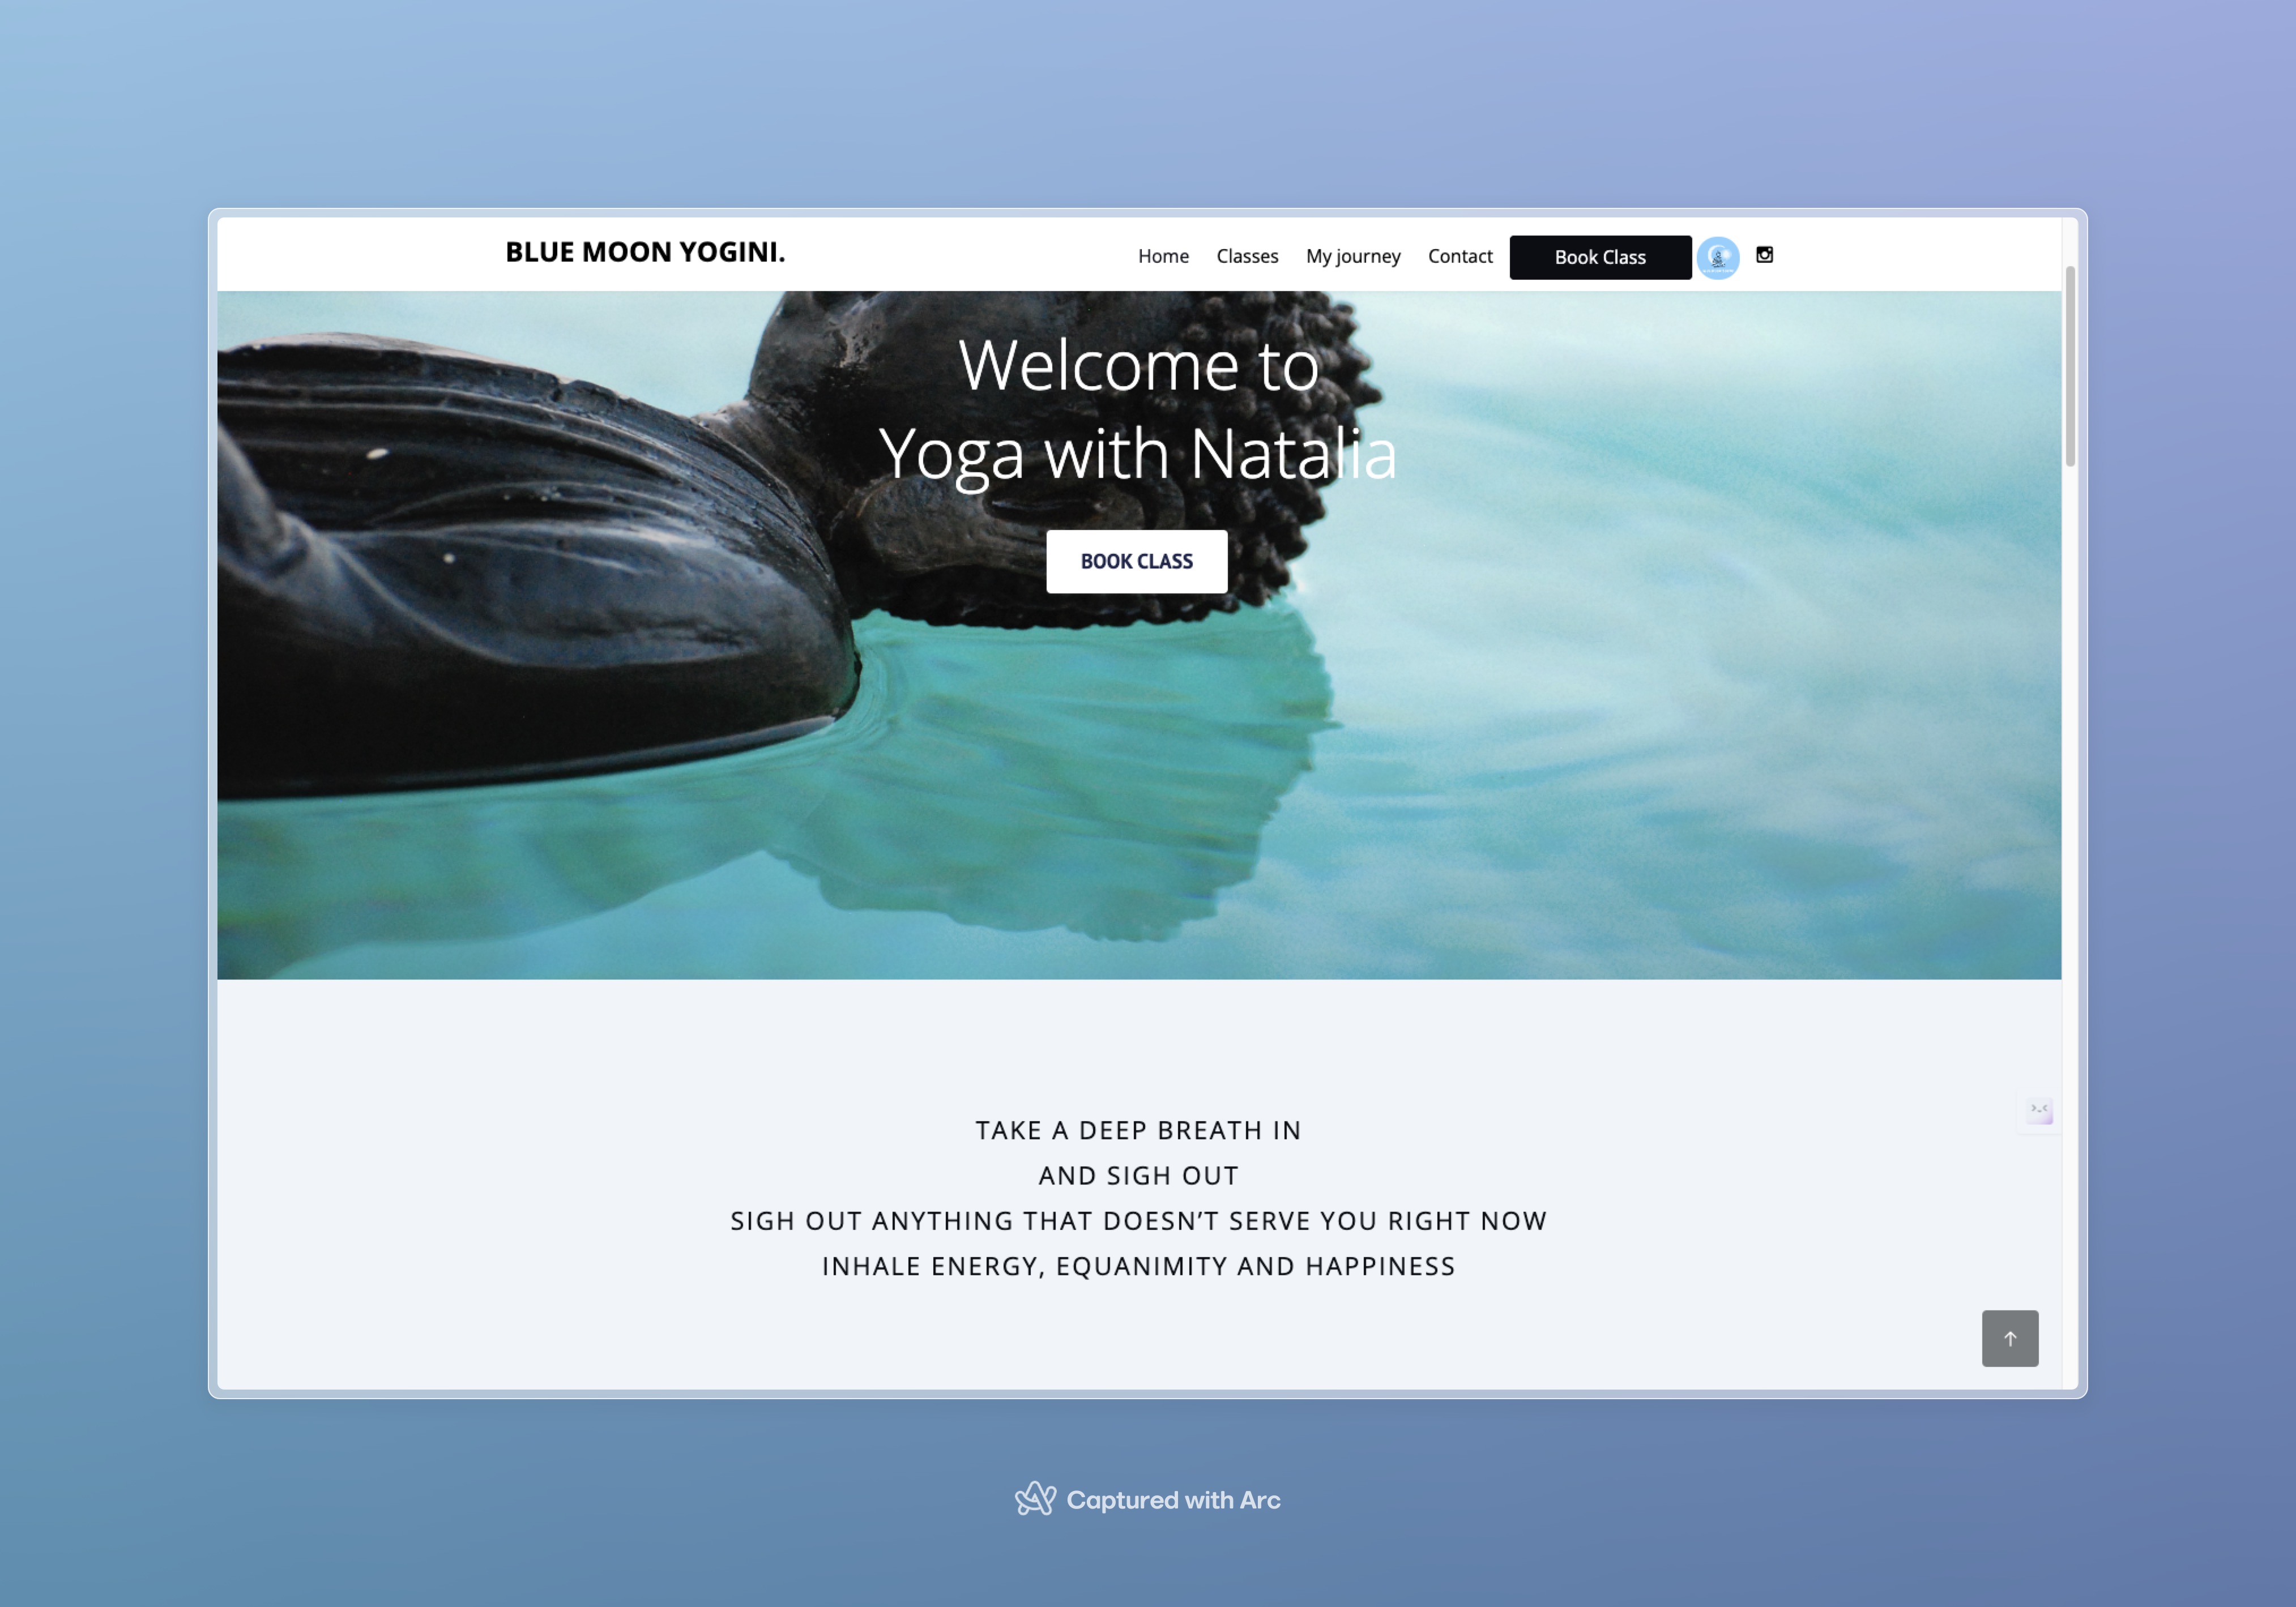 BLUE MOON YOGINI.
Home Classes My journey Contact Book Class
Welcome to
Yoga with Natalia
BOOK CLASS
TAKE A DEEP BREATH IN
AND SIGH OUT
SIGH OUT ANYTHING THAT DOESN’T SERVE YOU RIGHT NOW
INHALE ENERGY, EQUANIMITY AND HAPPINESS
Captured with Arc